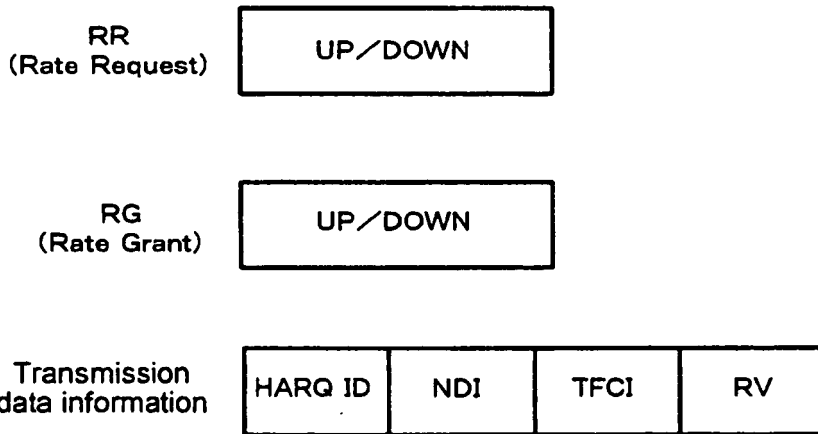 RR
(Rate Request)
UP／DOWN
RG
(Rate Grant)
UP／DOWN
Transmission
data information
HARQ ID
NDI
TFCI
RV